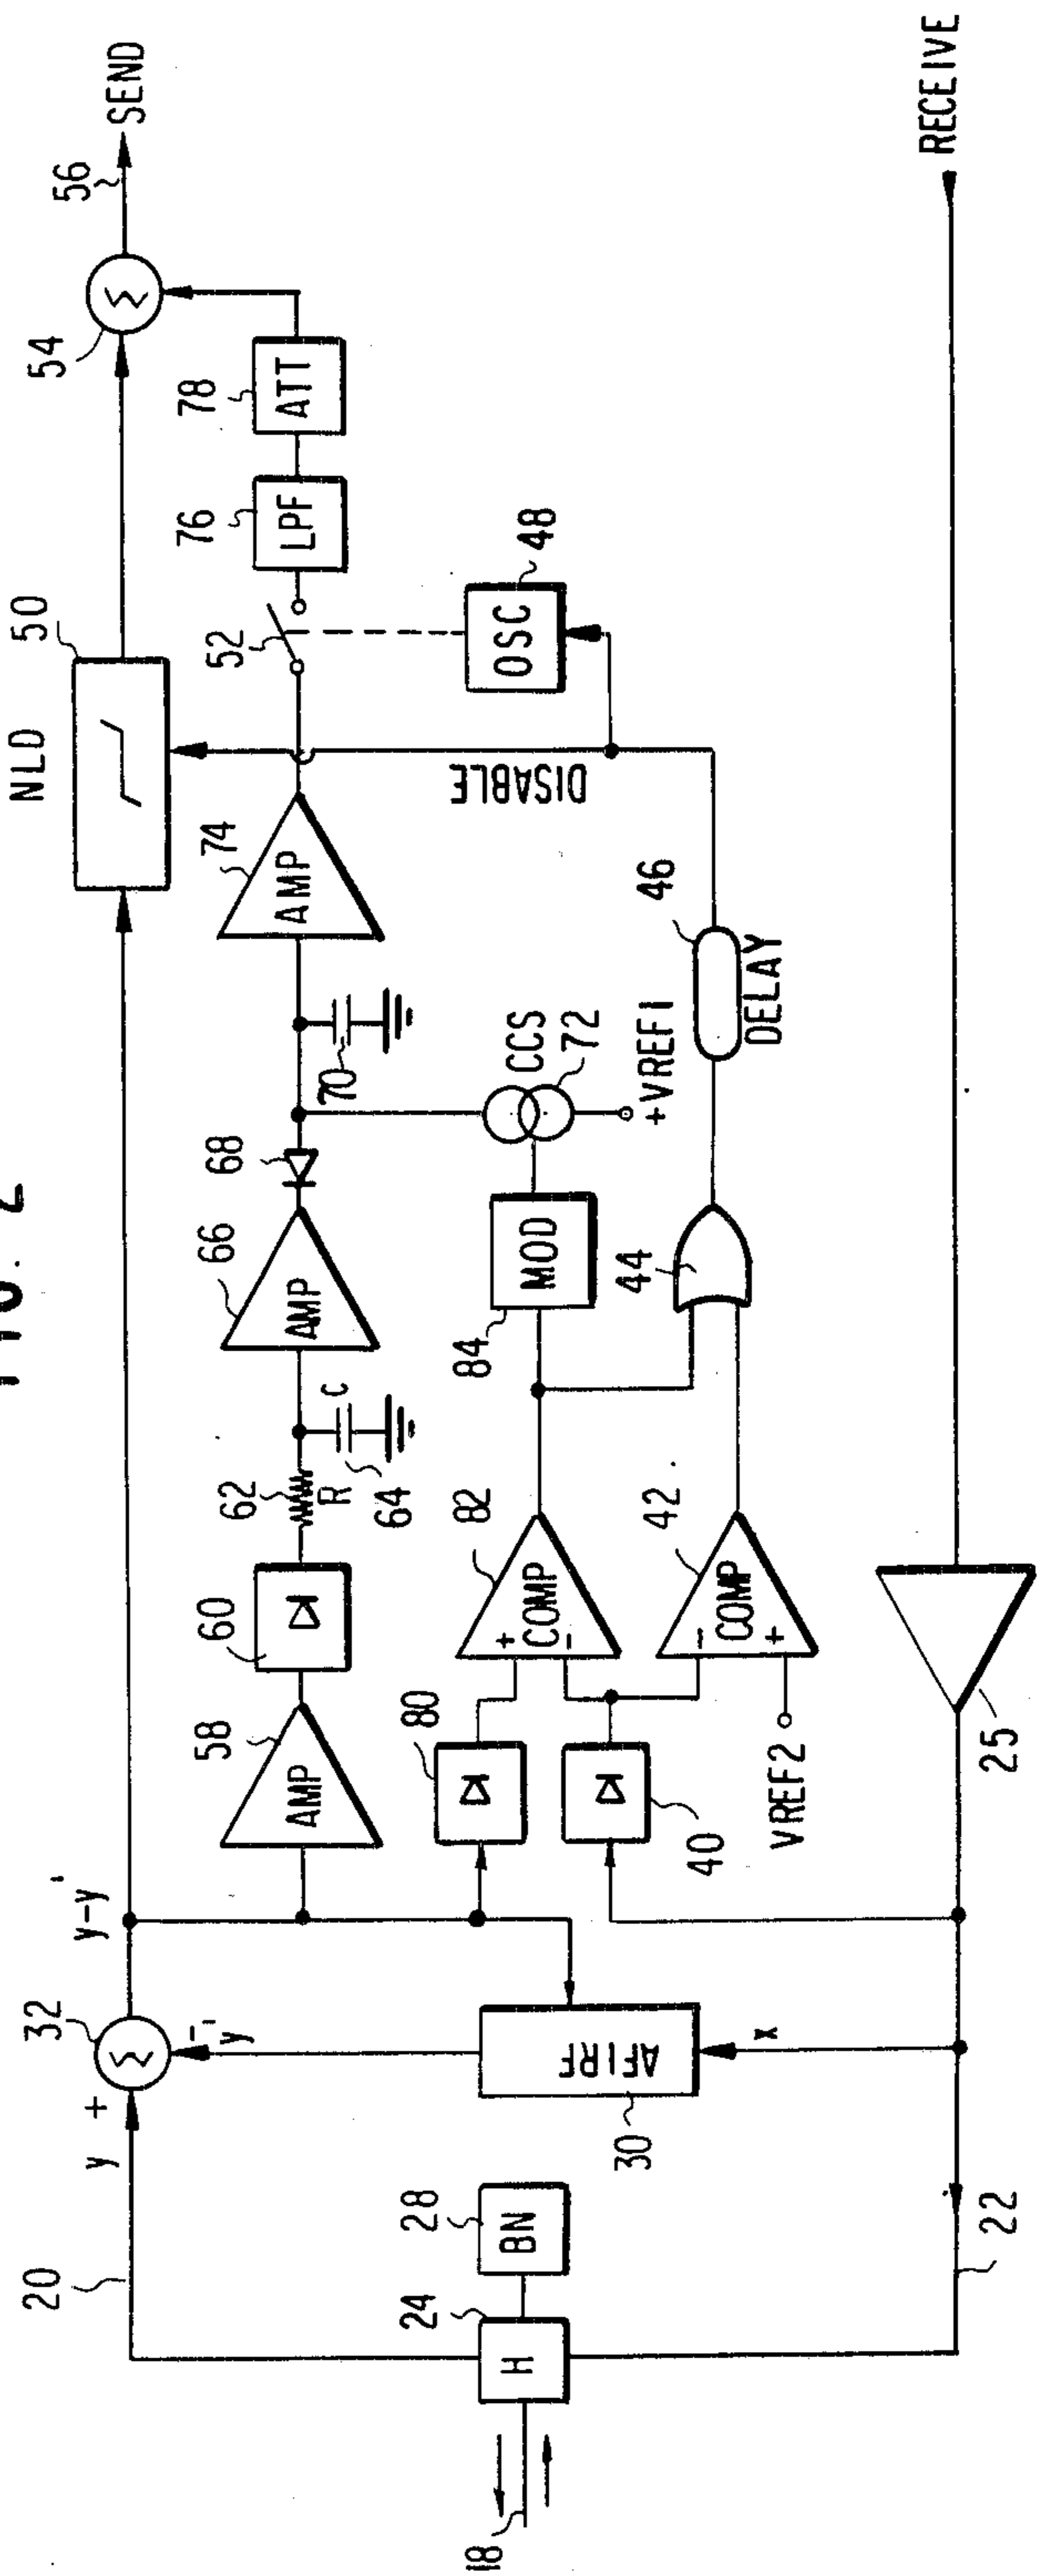 FIG. 2
NLD
50
54
56
SEND
y-y'
32
20
y
+
-
y'
58
AMP
60
62
R
C
64
66
AMP
68
70
74
AMP
52
76
LPF
78
ATT
CCS
72
+VREF1
DISABLE
OSC
48
80
+
-
COMP
82
84
MOD
44
46
DELAY
40
-
+
COMP
42
VREF2
AFIRF
30
x
28
BN
24
H
18
22
25
RECEIVE